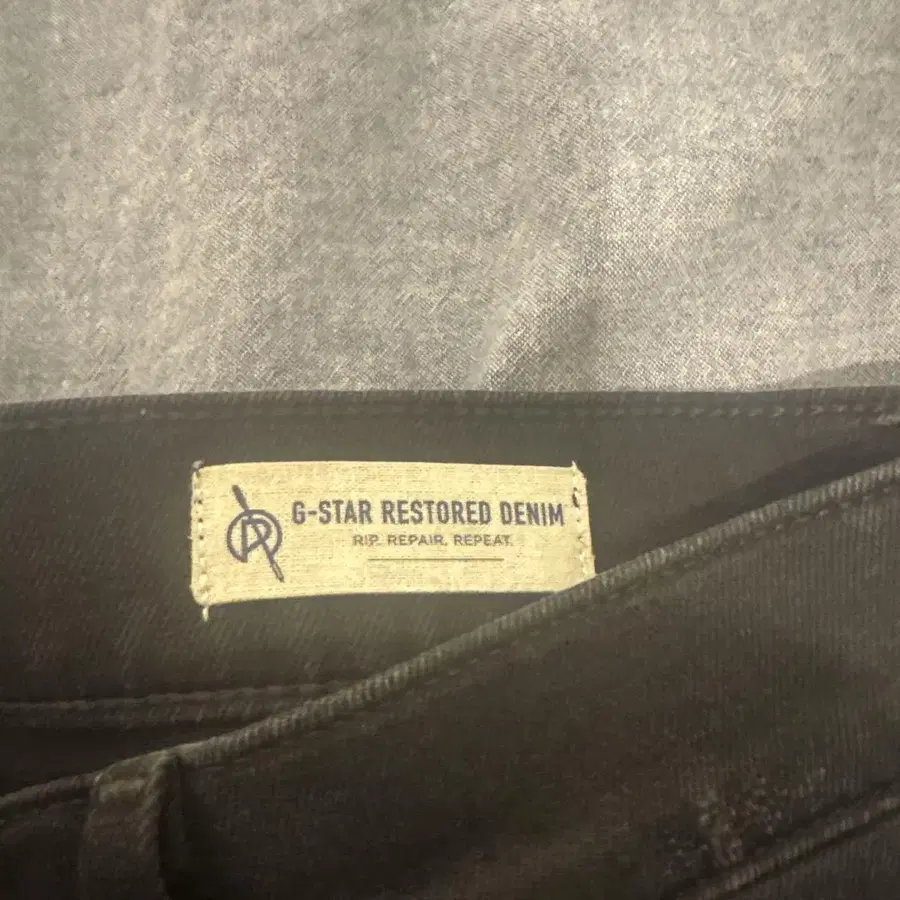 G-STAR RESTORED DENIM
RIP. REPAIR. REPEAT.